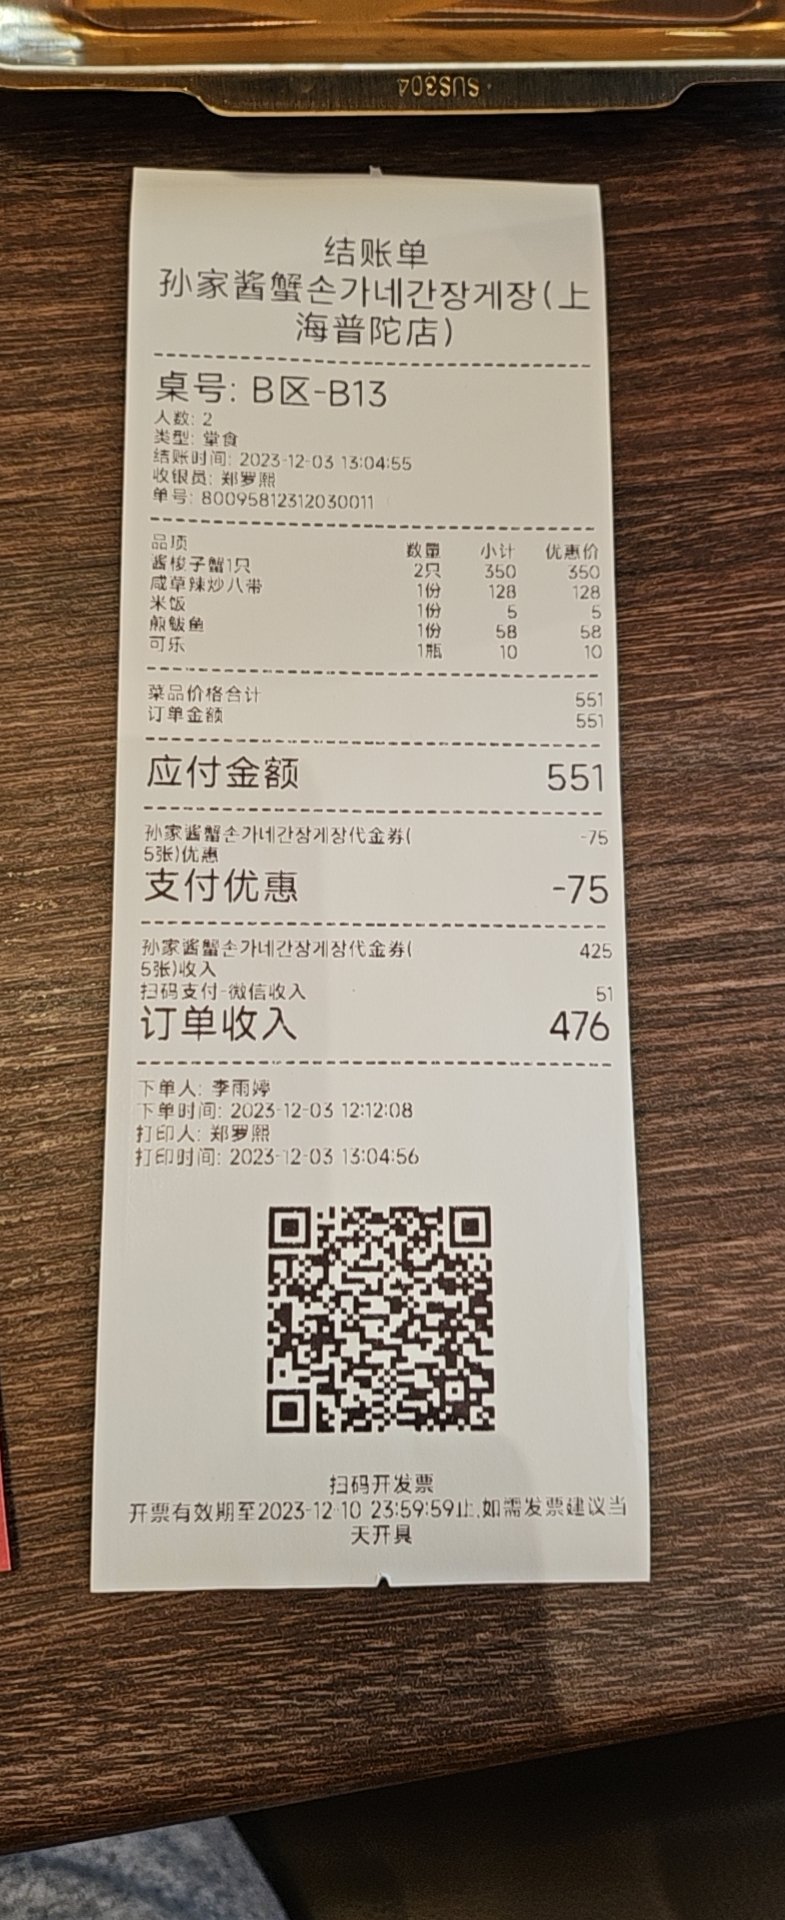 SUS304
结账单
孙家酱蟹손가네간장게장(上
海普陀店)
桌号: B区-B13
人数: 2
类型: 堂食
结账时间: 2023-12-03 13:04:55
收银员: 郑罗熙
单号: 80095812312030011
品项 数量 小计 优惠价
酱梭子蟹1只 2只 350 350
咸草辣炒八带 1份 128 128
米饭 1份 5 5
煎鲅鱼 1份 58 58
可乐 1瓶 10 10
菜品价格合计 551
订单金额 551
应付金额 551
孙家酱蟹손가네간장게장代金券( -75
5张)优惠
支付优惠 -75
孙家酱蟹손가네간장게장代金券( 425
5张)收入
扫码支付-微信收入 51
订单收入 476
下单人: 李雨婷
下单时间: 2023-12-03 12:12:08
打印人: 郑罗熙
打印时间: 2023-12-03 13:04:56
扫码开发票
开票有效期至2023-12-10 23:59:59止,如需发票建议当
天开具